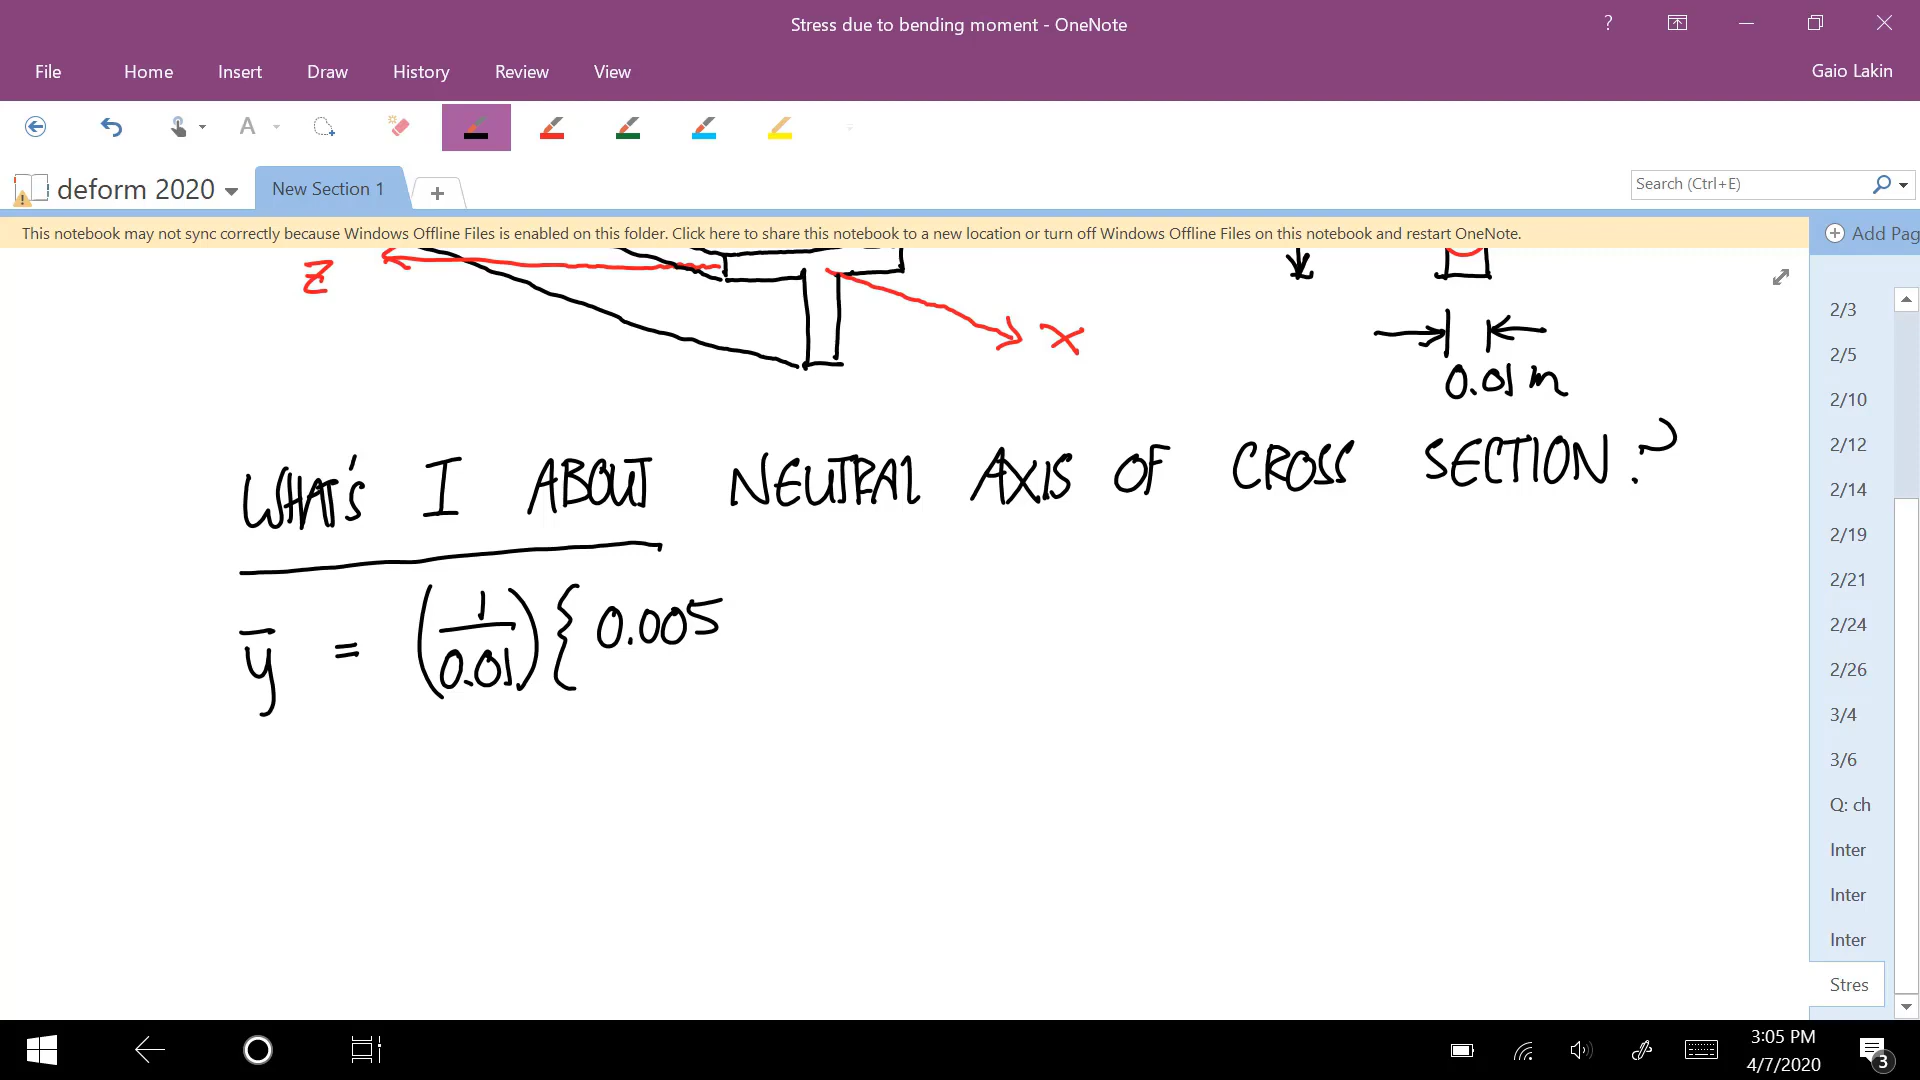 Stress due to bending moment - OneNote
?
File Home Insert Draw History Review View
Gaio Lakin
A
deform 2020
New Section 1
+
Search (Ctrl+E)
This notebook may not sync correctly because Windows Offline Files is enabled on this folder. Click here to share this notebook to a new location or turn off Windows Offline Files on this notebook and restart OneNote.
Add Pag
z
x
0.01 m
WHAT'S I ABOUT NEUTRAL AXIS OF CROSS SECTION?
ȳ = (1/0.01) { 0.005
2/3
2/5
2/10
2/12
2/14
2/19
2/21
2/24
2/26
3/4
3/6
Q: ch
Inter
Inter
Inter
Stres
3:05 PM
4/7/2020
3